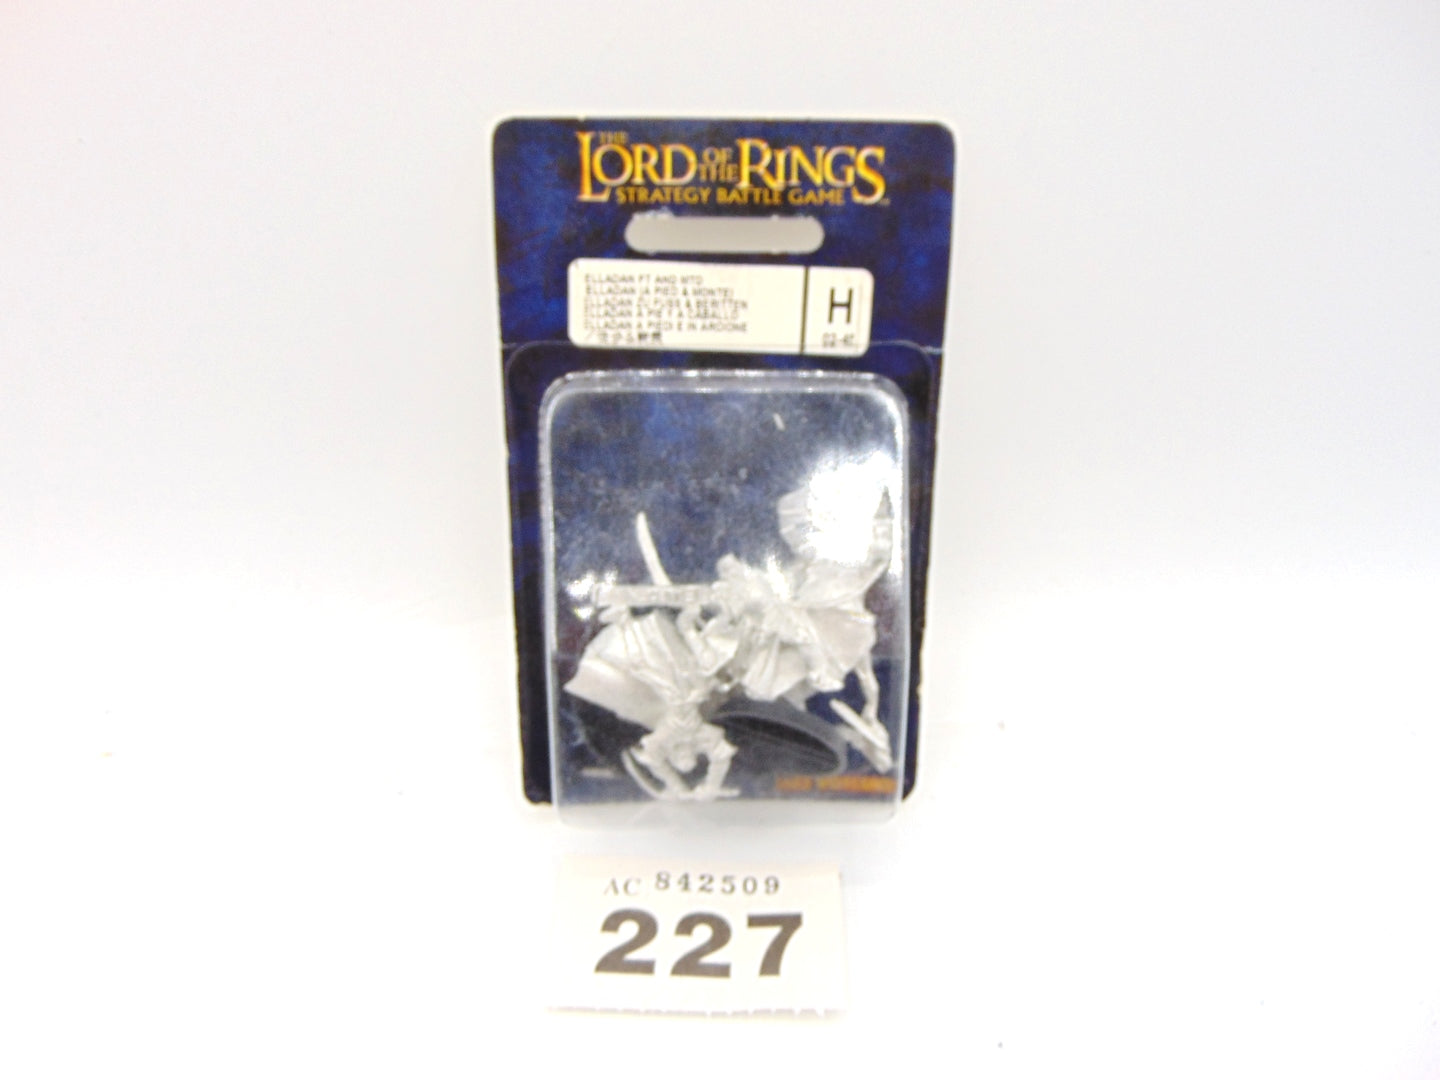 THE
LORD OF THE RINGS
STRATEGY BATTLE GAME
ELLADAN FT AND MTD
ELLADAN (A PIED & MONTE)
ELLADAN ZU FUSS & BERITTEN
ELLADAN A PIE Y A CABALLO
ELLADAN A PIEDI E IN ARCIONE
H
AC 842509
227